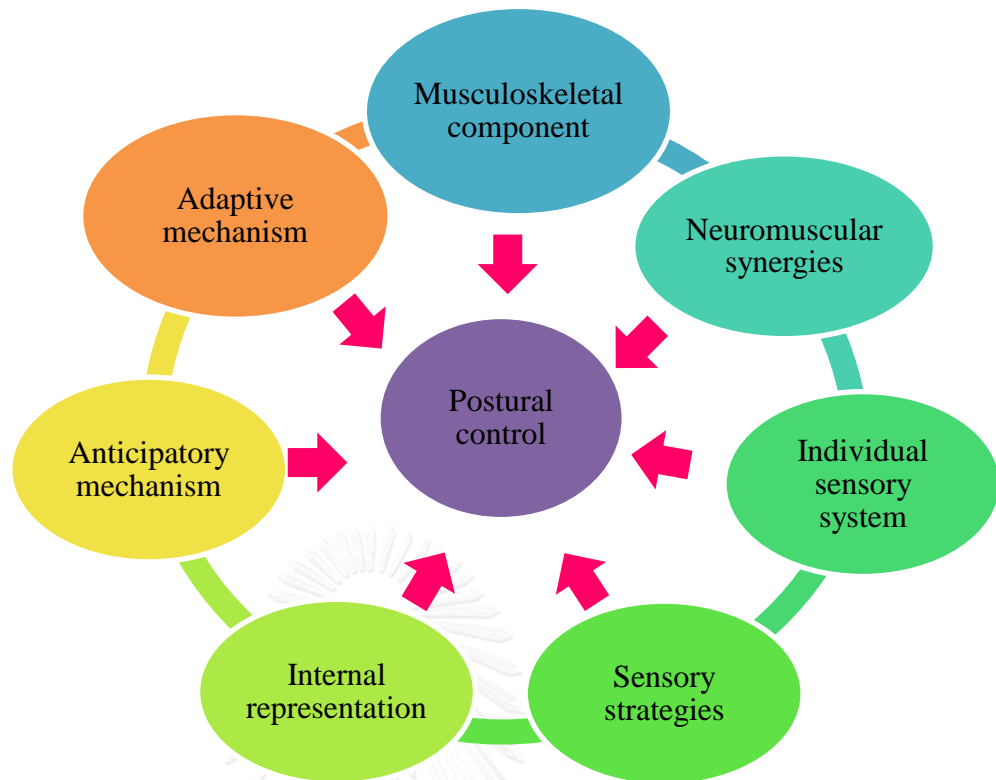 Musculoskeletal
component
Neuromuscular
synergies
Individual
sensory
system
Sensory
strategies
Internal
representation
Anticipatory
mechanism
Adaptive
mechanism
Postural
control